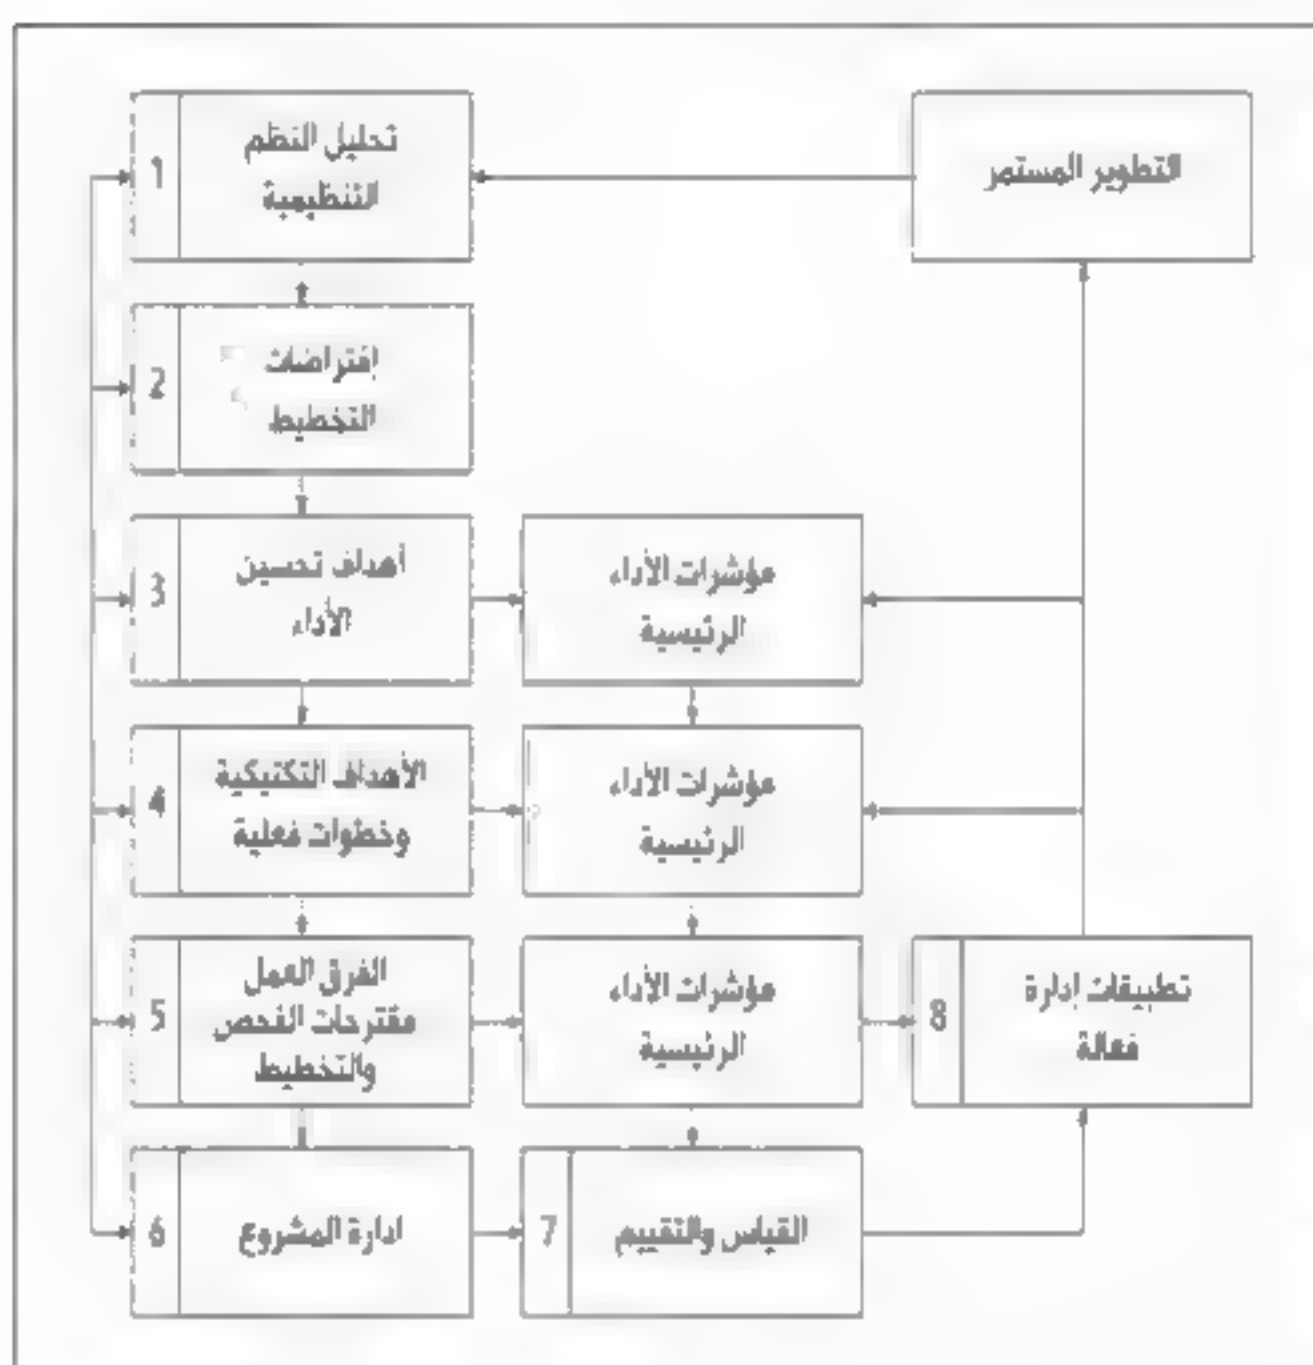 1
تحليل النظم
التنظيمية
التطوير المستمر
2
إفتراضات
التخطيط
3
أهداف تحسين
الأداء
مؤشرات الأداء
الرئيسية
4
الأهداف التكتيكية
وخطوات فعلية
مؤشرات الأداء
الرئيسية
5
الفرق العمل
مقترحات الفحص
والتخطيط
مؤشرات الأداء
الرئيسية
8
تطبيقات إدارة
فعالة
6
ادارة المشروع
7
القياس والتقييم